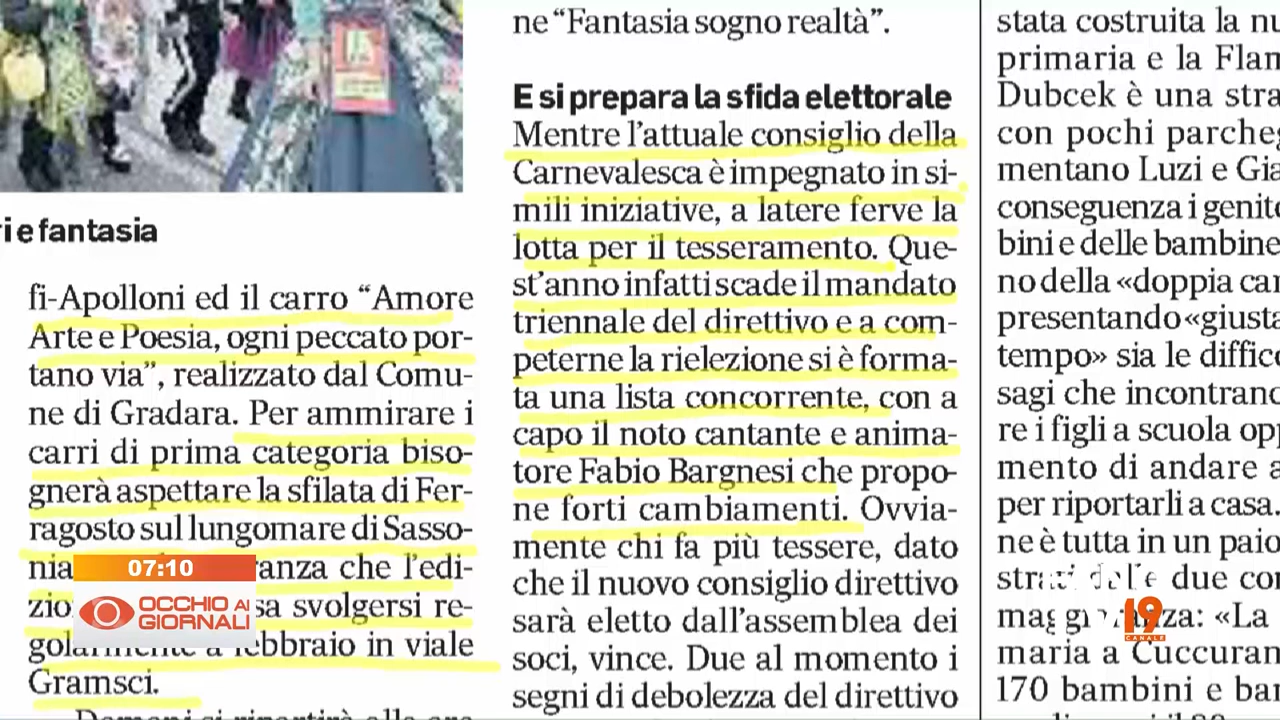 ri e fantasia
fi-Apolloni ed il carro “Amore
Arte e Poesia, ogni peccato por-
tano via”, realizzato dal Comu-
ne di Gradara. Per ammirare i
carri di prima categoria biso-
gnerà aspettare la sfilata di Fer-
ragosto sul lungomare di Sasso-
nia che l’edi-
svolgersi re-
golarmente a febbraio in viale
Gramsci.
ne “Fantasia sogno realtà”.
E si prepara la sfida elettorale
Mentre l’attuale consiglio della
Carnevalesca è impegnato in si-
mili iniziative, a latere ferve la
lotta per il tesseramento. Que-
st’anno infatti scade il mandato
triennale del direttivo e a com-
peterne la rielezione si è forma-
ta una lista concorrente, con a
capo il noto cantante e anima-
tore Fabio Bargnesi che propo-
ne forti cambiamenti. Ovvia-
mente chi fa più tessere, dato
che il nuovo consiglio direttivo
sarà eletto dall’assemblea dei
soci, vince. Due al momento i
segni di debolezza del direttivo
stata costruita la nu
primaria e la Flam
Dubcek è una stra
con pochi parcheg
mentano Luzi e Gia
conseguenza i genito
bini e delle bambine
no della «doppia car
presentando «giusta
tempo» sia le diffico
sagi che incontrano
re i figli a scuola opp
mento di andare a
per riportarli a casa.
ne è tutta in un paio
due con
«La
maria a Cuccuran
170 bambini e bam
07:10
OCCHIO AI
GIORNALI
19
CANALE